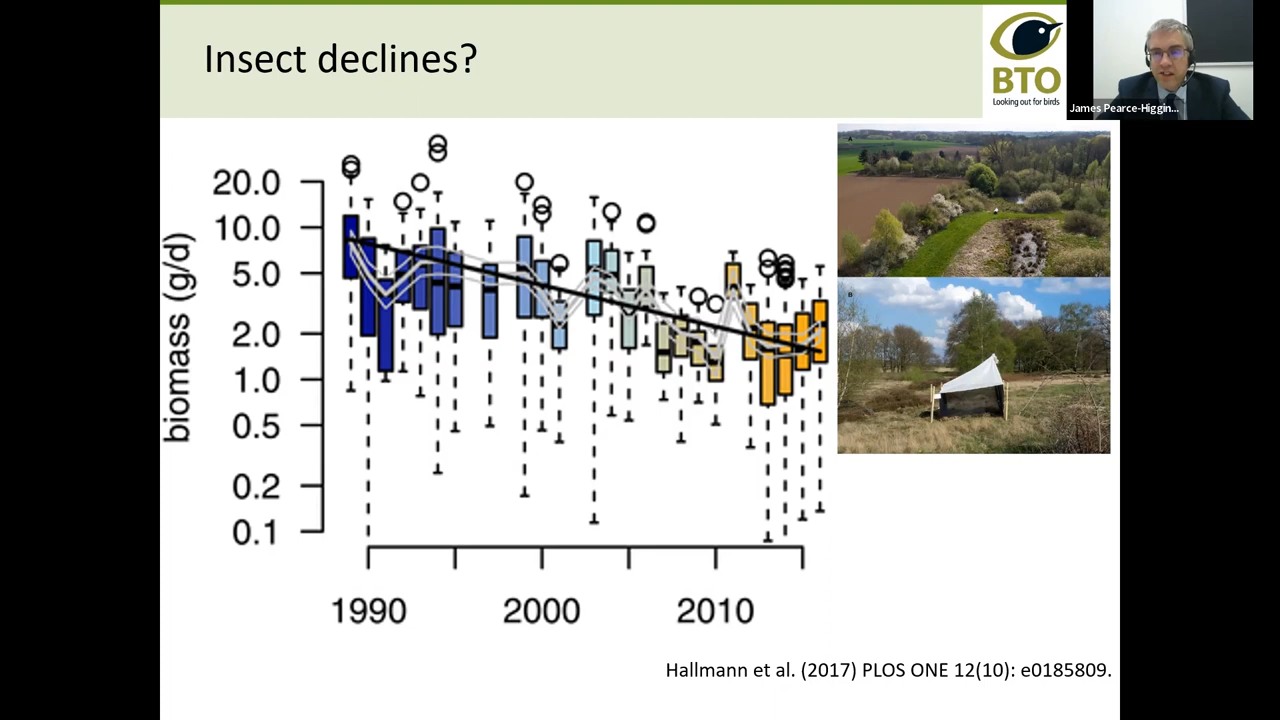 Insect declines?
BTO
Looking out for birds
James Pearce-Higgin...
A
20.0
10.0
5.0
2.0
1.0
0.5
0.2
0.1
biomass (g/d)
1990
2000
2010
B
Hallmann et al. (2017) PLOS ONE 12(10): e0185809.